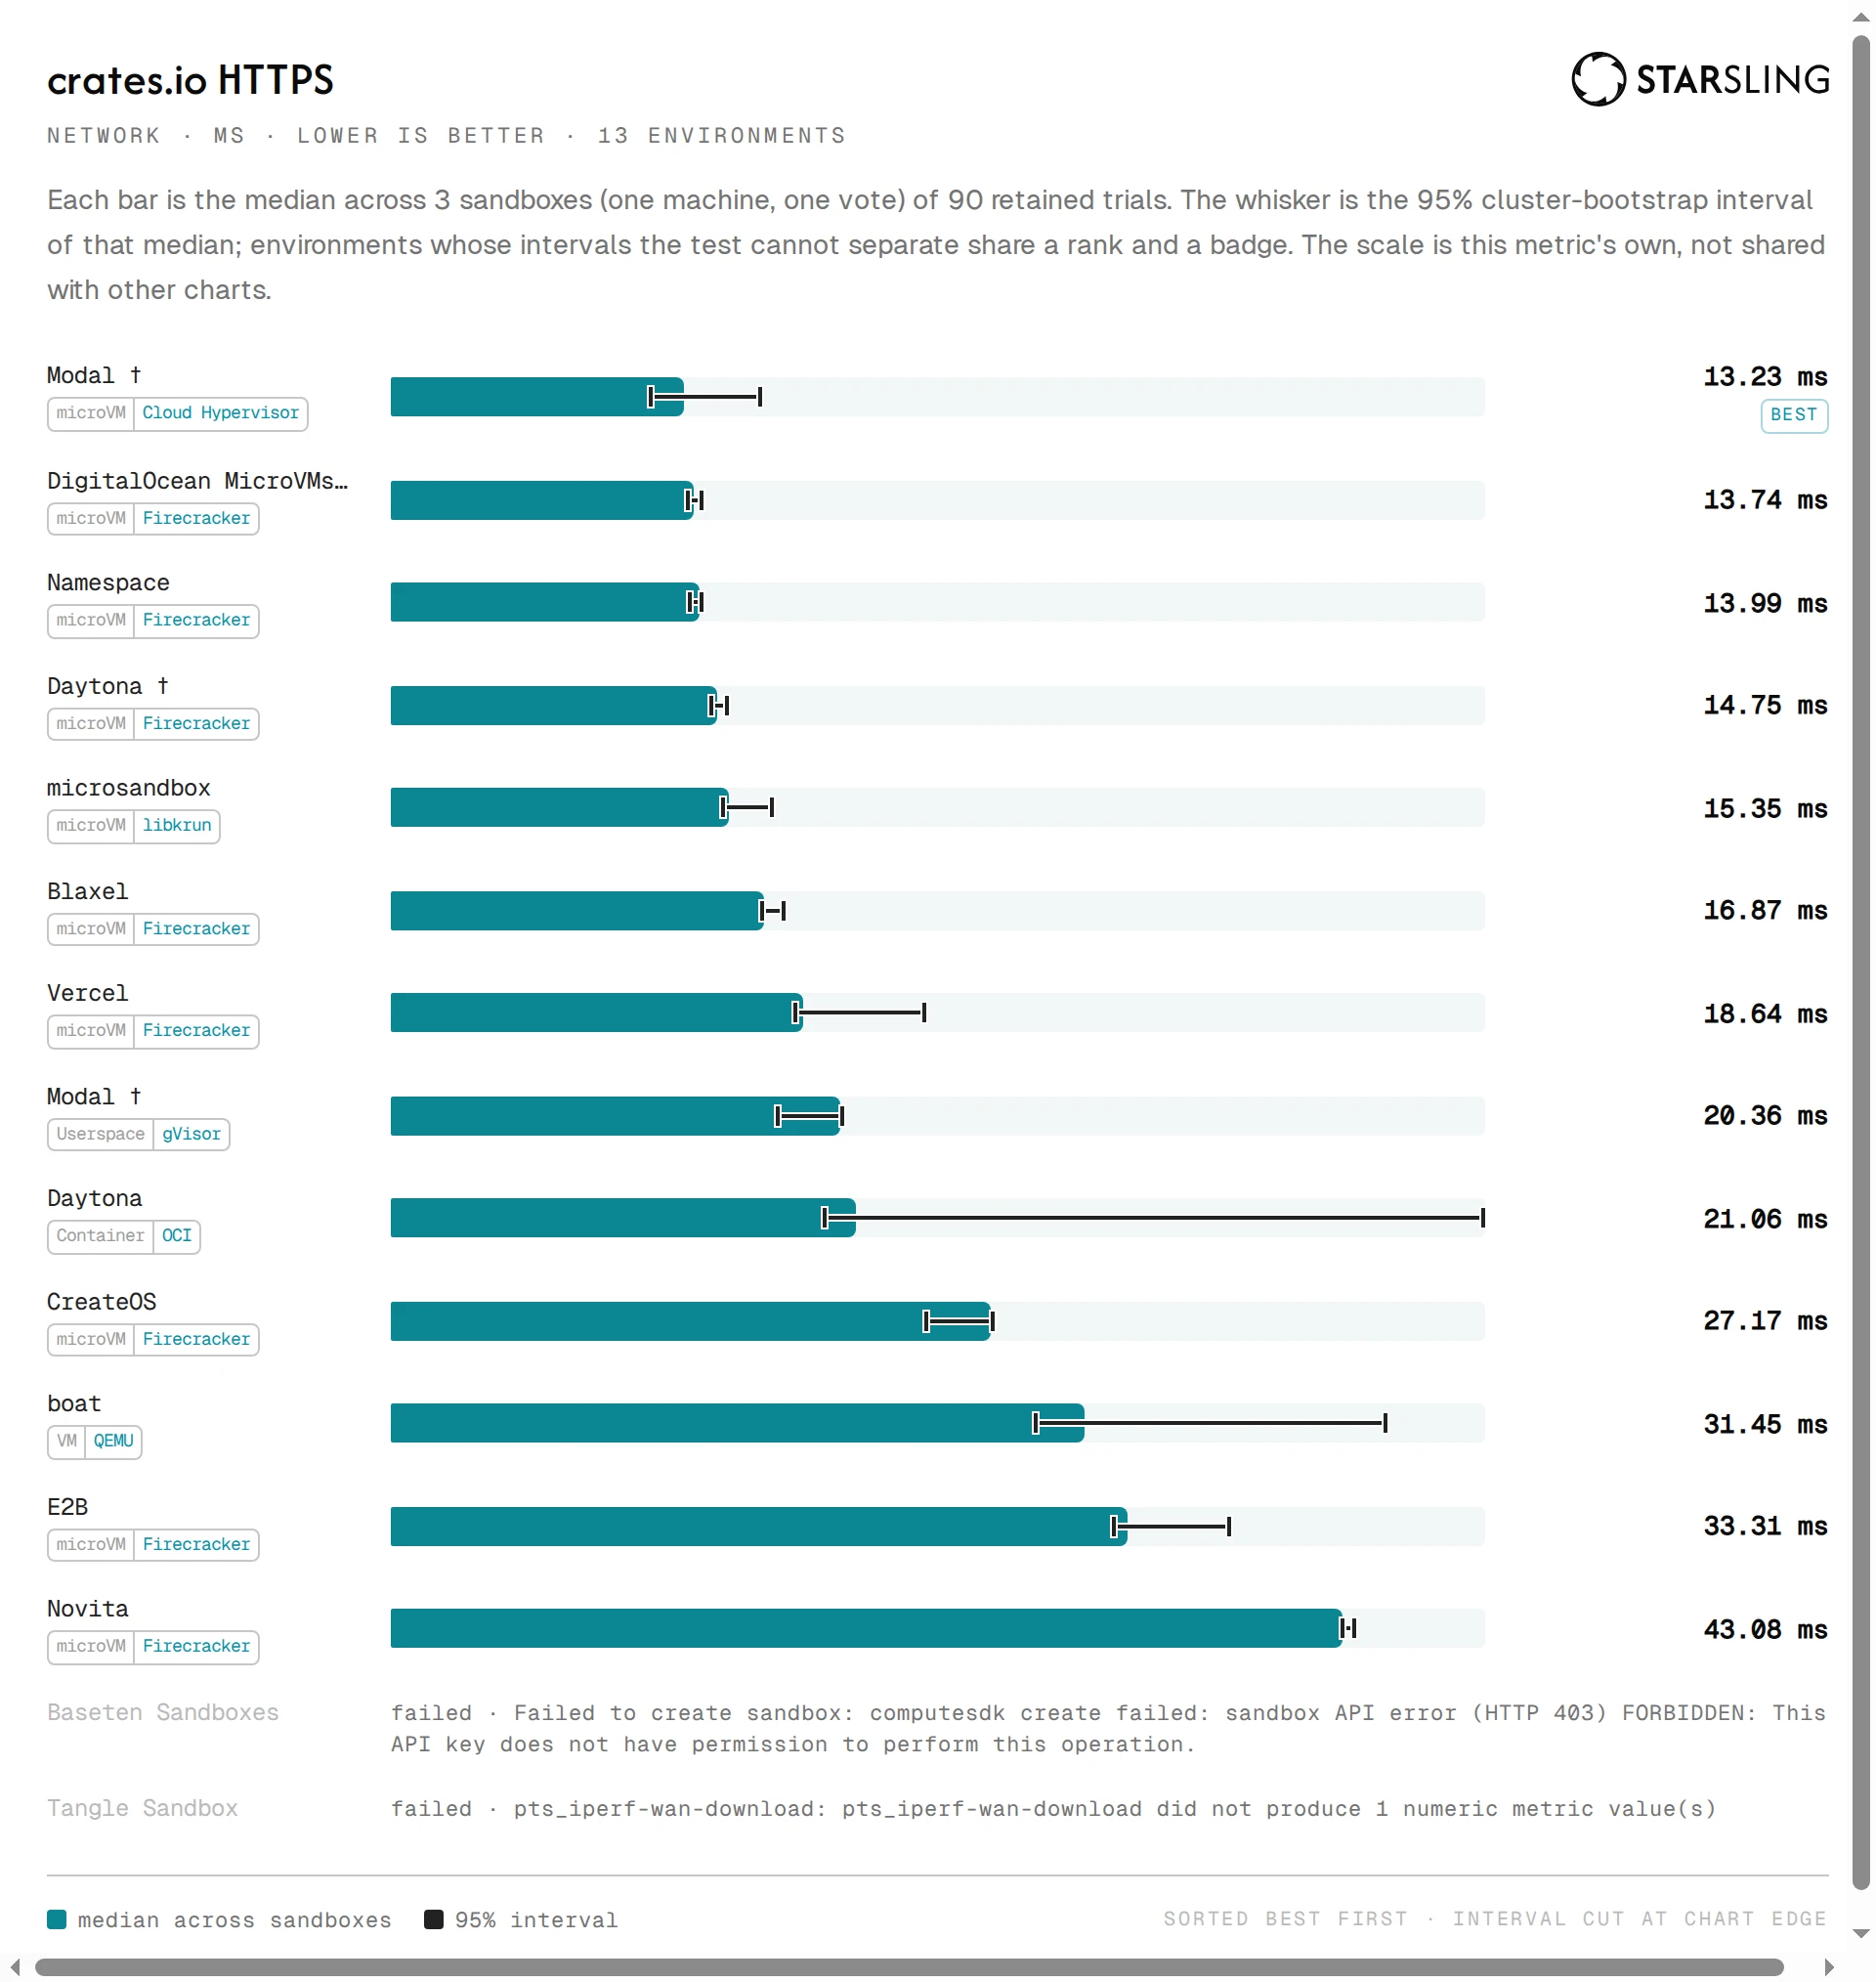 crates.io HTTPS
STARSLING
NETWORK · MS · LOWER IS BETTER · 13 ENVIRONMENTS
Each bar is the median across 3 sandboxes (one machine, one vote) of 90 retained trials. The whisker is the 95% cluster-bootstrap interval
of that median; environments whose intervals the test cannot separate share a rank and a badge. The scale is this metric's own, not shared
with other charts.
Modal †
13.23 ms
microVM Cloud Hypervisor
BEST
DigitalOcean MicroVMs…
13.74 ms
microVM Firecracker
Namespace
13.99 ms
microVM Firecracker
Daytona †
14.75 ms
microVM Firecracker
microsandbox
15.35 ms
microVM libkrun
Blaxel
16.87 ms
microVM Firecracker
Vercel
18.64 ms
microVM Firecracker
Modal †
20.36 ms
Userspace gVisor
Daytona
21.06 ms
Container OCI
CreateOS
27.17 ms
microVM Firecracker
boat
31.45 ms
VM QEMU
E2B
33.31 ms
microVM Firecracker
Novita
43.08 ms
microVM Firecracker
Baseten Sandboxes
failed · Failed to create sandbox: computesdk create failed: sandbox API error (HTTP 403) FORBIDDEN: This
API key does not have permission to perform this operation.
Tangle Sandbox
failed · pts_iperf-wan-download: pts_iperf-wan-download did not produce 1 numeric metric value(s)
median across sandboxes
95% interval
SORTED BEST FIRST · INTERVAL CUT AT CHART EDGE